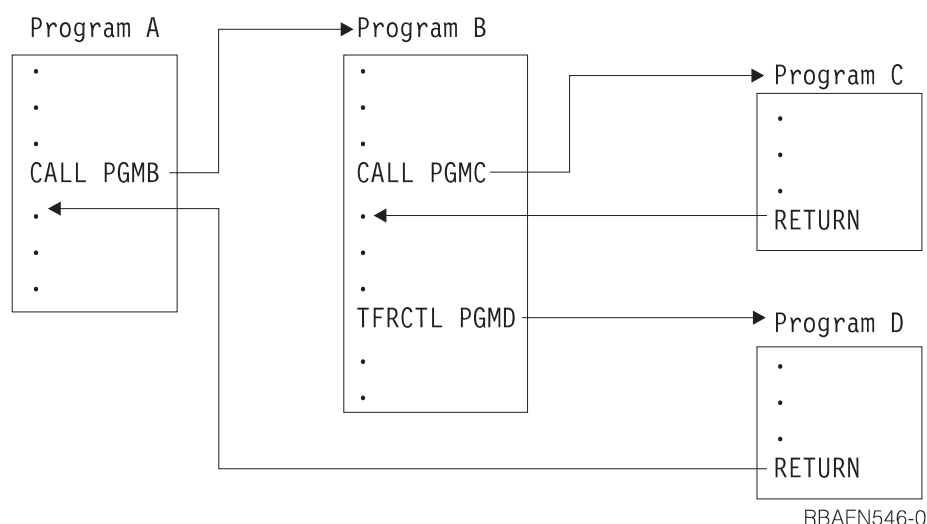 Program A
CALL PGMB
Program B
CALL PGMC
TFRCTL PGMD
Program C
RETURN
Program D
RETURN
RBAFN546-0